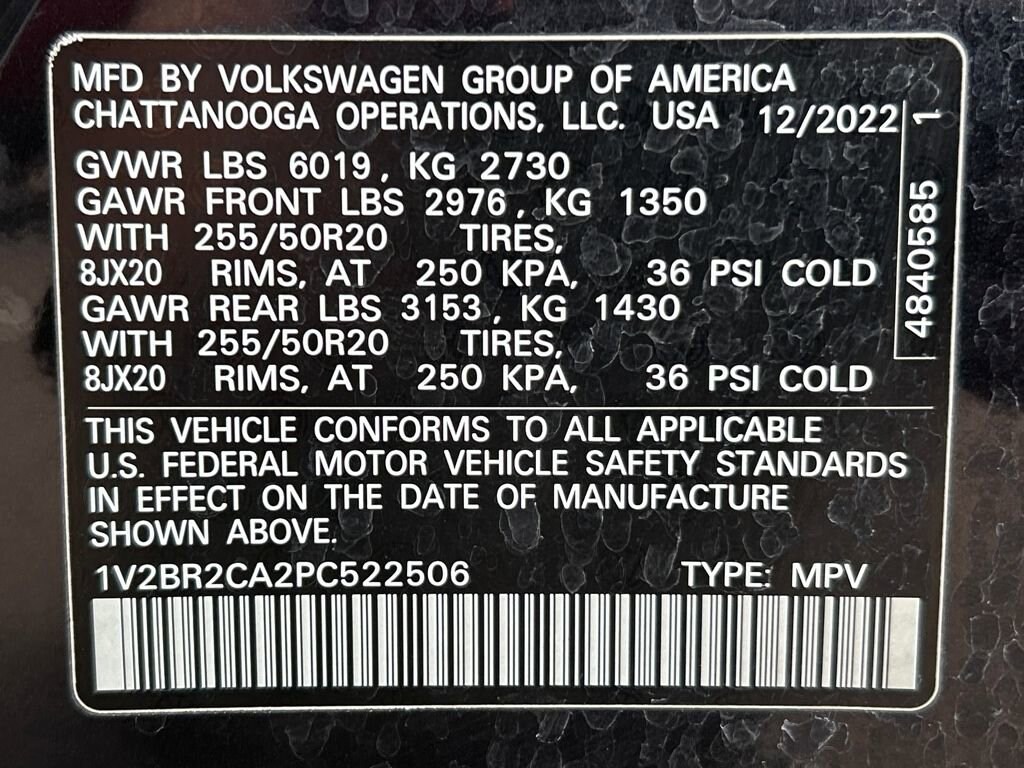 MFD BY VOLKSWAGEN GROUP OF AMERICA
CHATTANOOGA OPERATIONS, LLC. USA 12/2022
GVWR LBS 6019, KG 2730
GAWR FRONT LBS 2976, KG 1350
WITH 255/50R20 TIRES,
8JX20 RIMS, AT 250 KPA, 36 PSI COLD
GAWR REAR LBS 3153, KG 1430
WITH 255/50R20 TIRES,
8JX20 RIMS, AT 250 KPA, 36 PSI COLD
4840585 1
THIS VEHICLE CONFORMS TO ALL APPLICABLE
U.S. FEDERAL MOTOR VEHICLE SAFETY STANDARDS
IN EFFECT ON THE DATE OF MANUFACTURE
SHOWN ABOVE.
1V2BR2CA2PC522506 TYPE: MPV